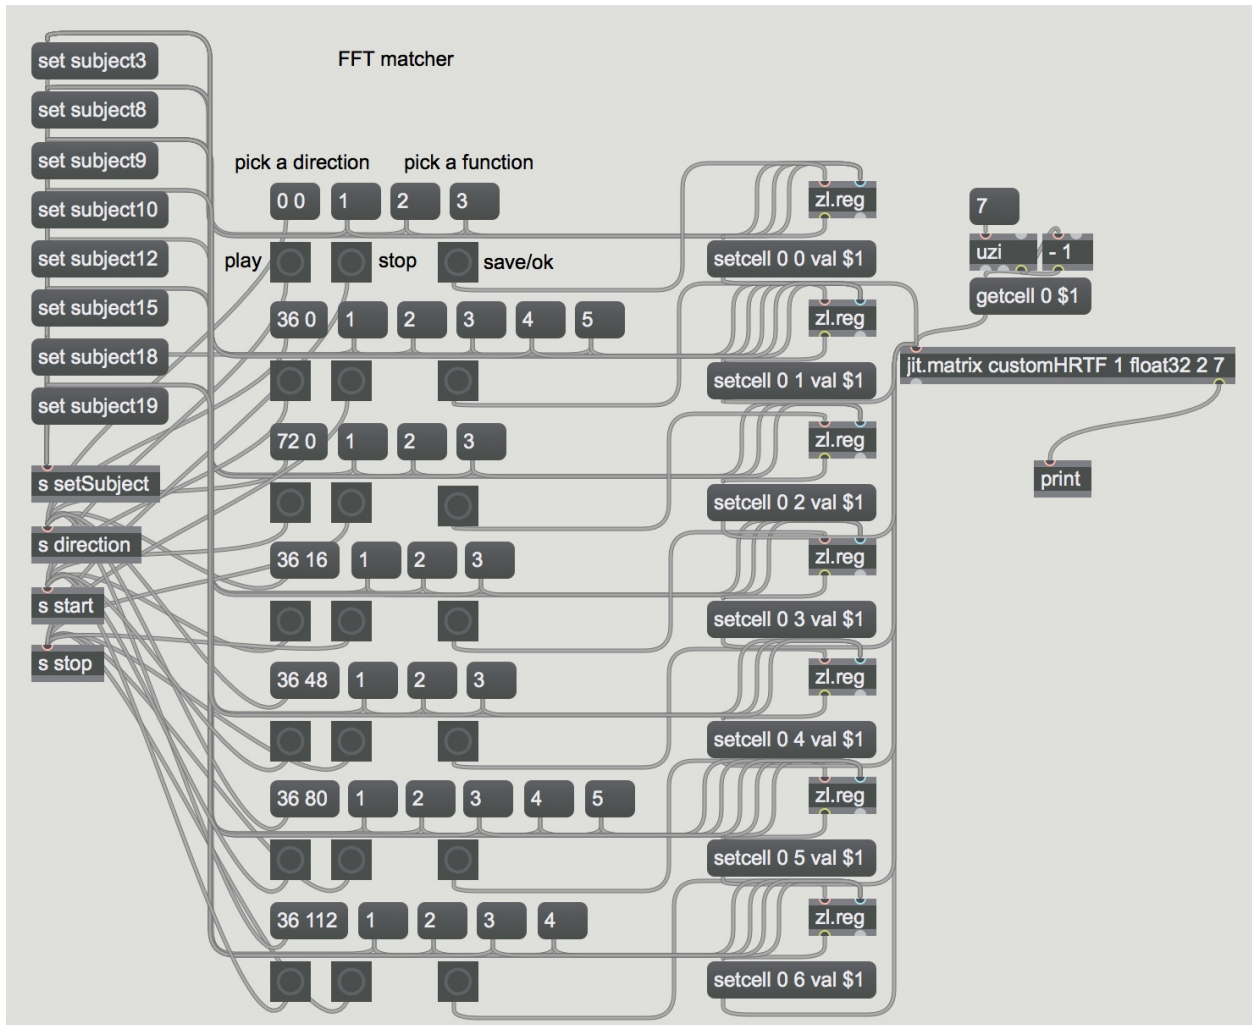 FFT matcher
set subject3
set subject8
set subject9
set subject10
set subject12
set subject15
set subject18
set subject19
s setSubject
s direction
s start
s stop
pick a direction pick a function
0 0 1 2 3
play stop save/ok
36 0 1 2 3 4 5
72 0 1 2 3
36 16 1 2 3
36 48 1 2 3
36 80 1 2 3 4 5
36 112 1 2 3 4
zl.reg
setcell 0 0 val $1
zl.reg
setcell 0 1 val $1
zl.reg
setcell 0 2 val $1
zl.reg
setcell 0 3 val $1
zl.reg
setcell 0 4 val $1
zl.reg
setcell 0 5 val $1
zl.reg
setcell 0 6 val $1
7
uzi - 1
getcell 0 $1
jit.matrix customHRTF 1 float32 2 7
print